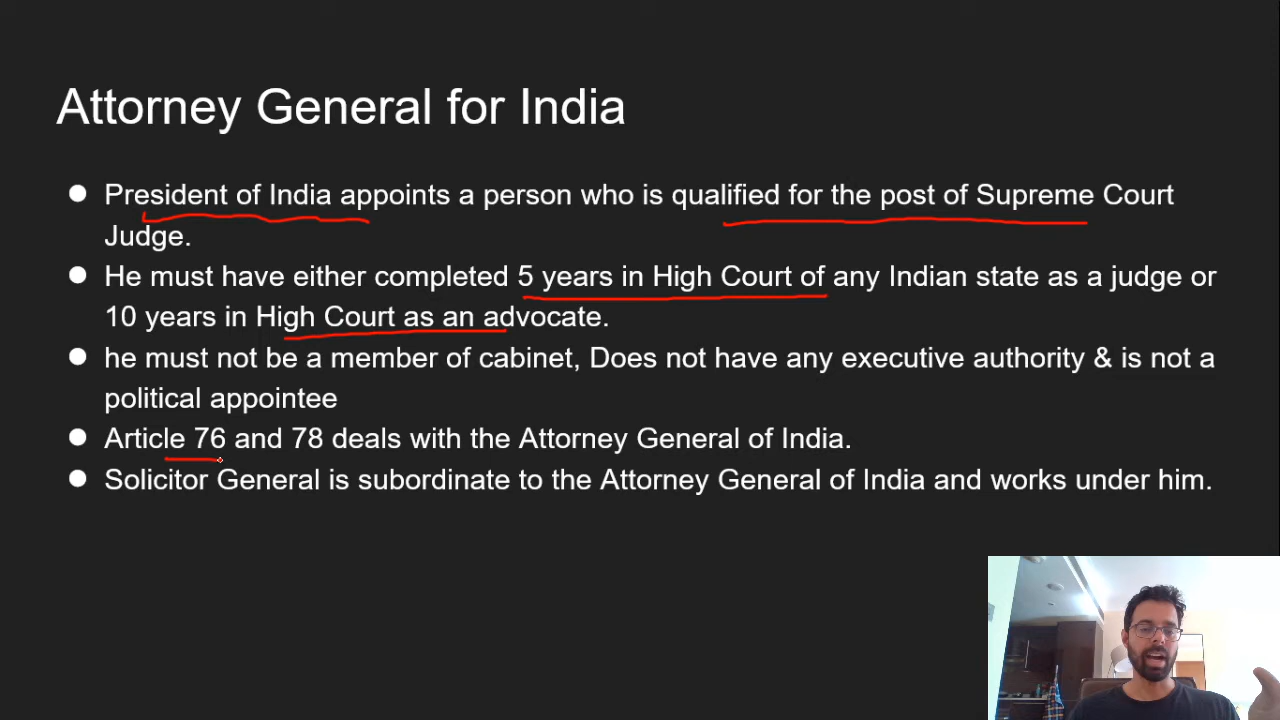 Attorney General for India
● President of India appoints a person who is qualified for the post of Supreme Court
Judge.
● He must have either completed 5 years in High Court of any Indian state as a judge or
10 years in High Court as an advocate.
● he must not be a member of cabinet, Does not have any executive authority & is not a
political appointee
● Article 76 and 78 deals with the Attorney General of India.
● Solicitor General is subordinate to the Attorney General of India and works under him.